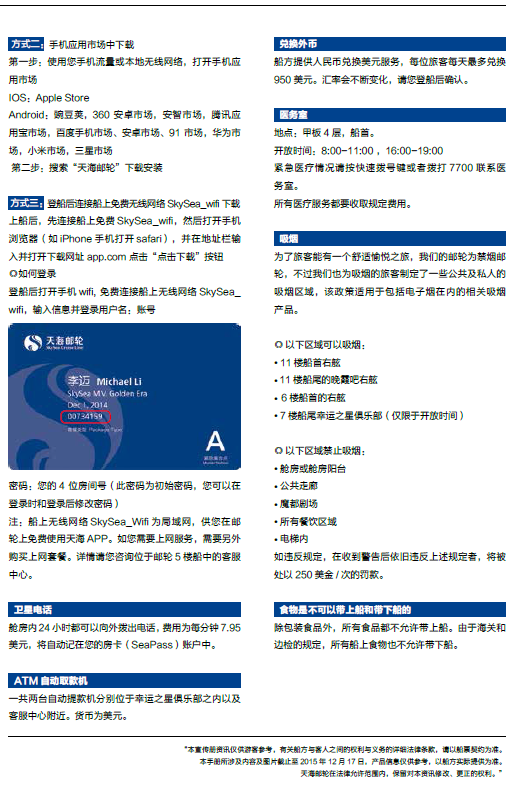 方式二：手机应用市场中下载
第一步：使用您手机流量或本地无线网络，打开手机应
用市场
IOS：Apple Store
Android：豌豆荚，360 安卓市场，安智市场，腾讯应
用宝市场，百度手机市场、安卓市场、91 市场，华为市
场，小米市场，三星市场
第二步：搜索“天海邮轮”下载安装
方式三：登船后连接船上免费无线网络 SkySea_wifi 下载
上船后，先连接船上免费 SkySea_wifi，然后打开手机
浏览器（如 iPhone 手机打开 safari），并在地址栏输
入并打开下载网址 app.com 点击“点击下载”按钮
如何登录
登船后打开手机 wifi, 免费连接船上无线网络 SkySea_
wifi，输入信息并登录用户名：账号
天海邮轮
SkySea Cruise Line
李迈 Michael Li
SkySea M.V. Golden Era
Dec 1, 2014
00734159
Package Type
A
密码：您的 4 位房间号（此密码为初始密码，您可以在
登录时和登录后修改密码）
注：船上无线网络 SkySea_Wifi 为局域网，供您在邮
轮上免费使用天海 APP。如您需要上网服务，需要另外
购买上网套餐。详情请您咨询位于邮轮 5 楼船中的客服
中心。
卫星电话
舱房内 24 小时都可以向外拨出电话，费用为每分钟 7.95
美元，将自动记在您的房卡（SeaPass）账户中。
ATM 自动取款机
一共两台自动提款机分别位于幸运之星俱乐部之内以及
客服中心附近。货币为美元。
兑换外币
船方提供人民币兑换美元服务，每位旅客每天最多兑换
950 美元。汇率会不断变化，请您登船后确认。
医务室
地点：甲板 4 层，船首。
开放时间：8:00-11:00 ，16:00-19:00
紧急医疗情况请按快速拨号键或者拨打 7700 联系医
务室。
所有医疗服务都要收取规定费用。
吸烟
为了旅客能有一个舒适愉悦之旅，我们的邮轮为禁烟邮
轮，不过我们也为吸烟的旅客制定了一些公共及私人的
吸烟区域，该政策适用于包括电子烟在内的相关吸烟
产品。
以下区域可以吸烟：
• 11 楼船首右舷
• 11 楼船尾的晚霞吧右舷
• 6 楼船首的右舷
• 7 楼船尾幸运之星俱乐部（仅限于开放时间）
以下区域禁止吸烟：
• 舱房或舱房阳台
• 公共走廊
• 魔都剧场
• 所有餐饮区域
• 电梯内
如违反规定，在收到警告后依旧违反上述规定者，将被
处以 250 美金 / 次的罚款。
食物是不可以带上船和带下船的
除包装食品外，所有食品都不允许带上船。由于海关和
边检的规定，所有船上食物也不允许带下船。
“本宣传册资讯仅供游客参考，有关船方与客人之间的权利与义务的详细法律条款，请以船票契约为准。
本手册所涉及内容及图片截止至 2015 年 12 月 17 日，产品信息仅供参考，以船方实际提供为准。
天海邮轮在法律允许范围内，保留对本资讯修改、更正的权利。”